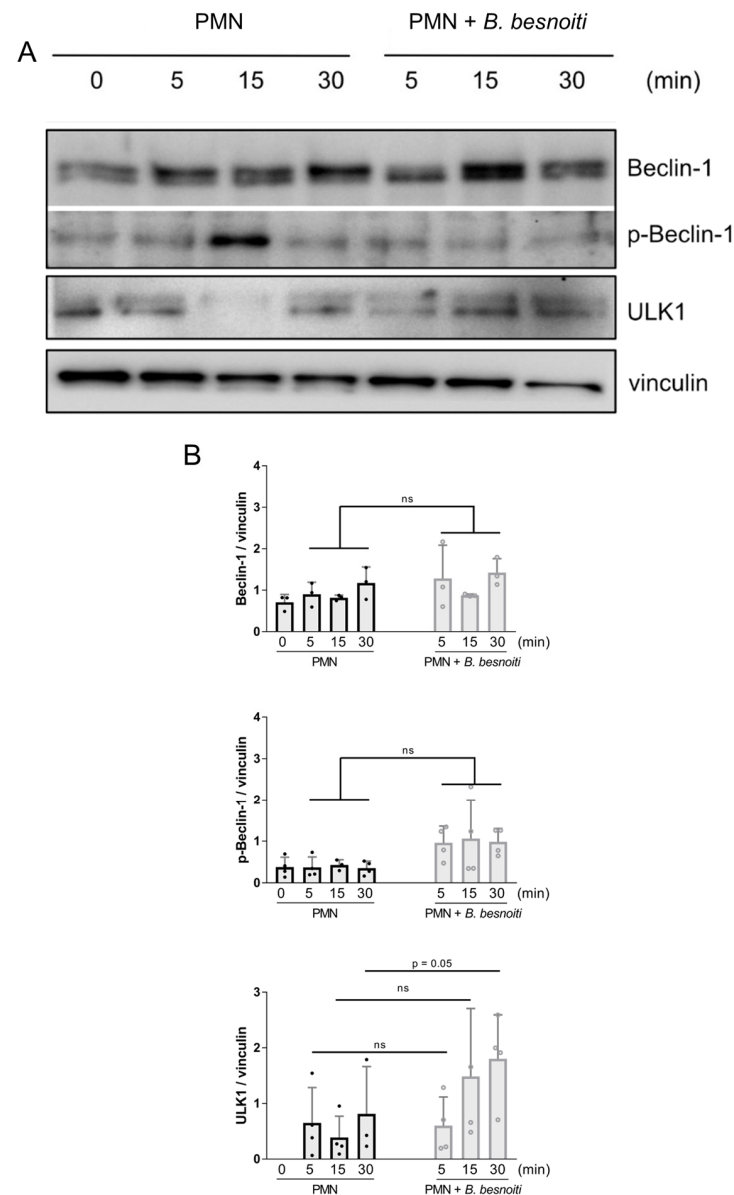 PMN PMN + B. besnoiti
A
0 5 15 30 5 15 30 (min)
Beclin-1
p-Beclin-1
ULK1
vinculin
B
4
3
2
1
0
Beclin-1 / vinculin
ns
0 5 15 30 5 15 30 (min)
PMN PMN + B. besnoiti
4
3
2
1
0
p-Beclin-1 / vinculin
ns
0 5 15 30 5 15 30 (min)
PMN PMN + B. besnoiti
p = 0.05
ns
ns
3
2
1
0
ULK1 / vinculin
0 5 15 30 5 15 30 (min)
PMN PMN + B. besnoiti